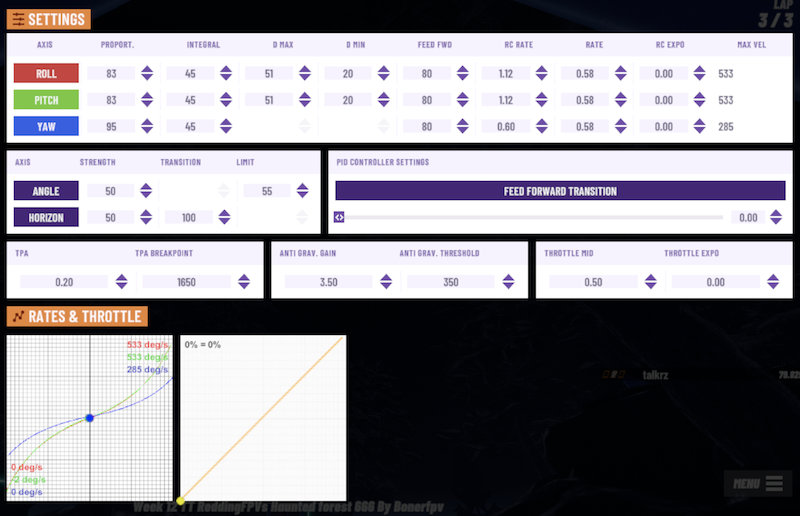 LAP
3 / 3
SETTINGS
AXIS PROPORT. INTEGRAL D MAX D MIN FEED FWD RC RATE RATE RC EXPO MAX VEL
ROLL 83 45 51 20 80 1.12 0.58 0.00 533
PITCH 83 45 51 20 80 1.12 0.58 0.00 533
YAW 95 45 80 0.60 0.58 0.00 285
AXIS STRENGTH TRANSITION LIMIT
ANGLE 50 55
HORIZON 50 100
PID CONTROLLER SETTINGS
FEED FORWARD TRANSITION
0.00
TPA TPA BREAKPOINT
0.20 1650
ANTI GRAV. GAIN ANTI GRAV. THRESHOLD
3.50 350
THROTTLE MID THROTTLE EXPO
0.50 0.00
RATES & THROTTLE
533 deg/s
533 deg/s
285 deg/s
0 deg/s
-2 deg/s
0 deg/s
0% = 0%
talkrz
MENU
Week 12 TT ReddingFPVs Haunted forest 666 By Bonerfpv